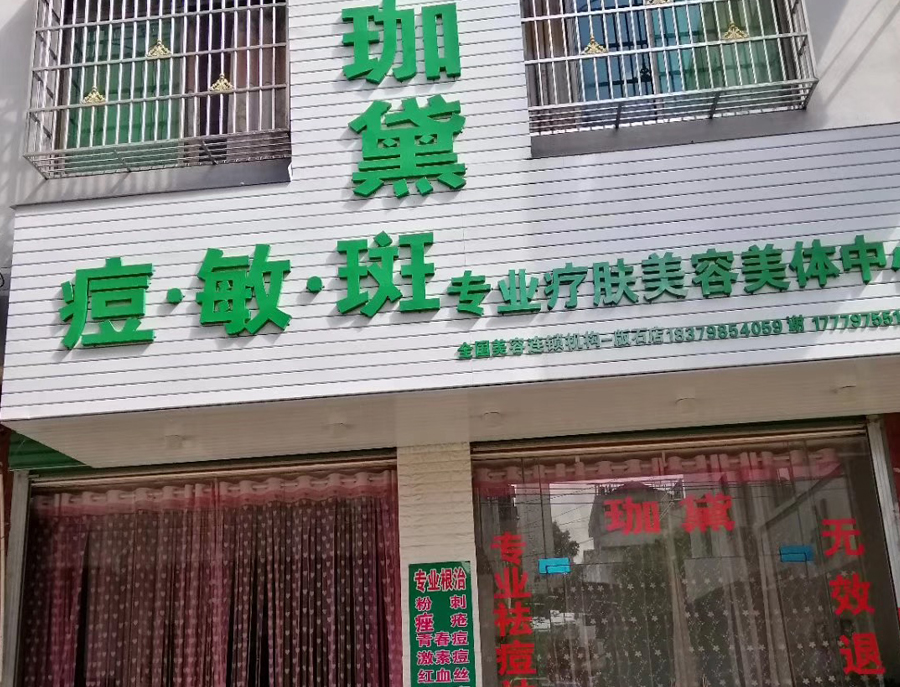 珈
黛
痘·敏·斑
专业疗肤美容美体中
全国美容连锁机构-版石店18379854059 谢 177797551
珈黛
专业祛痘
无效退
专业根治
粉刺
痤疮
青春痘
激素痘
红血丝